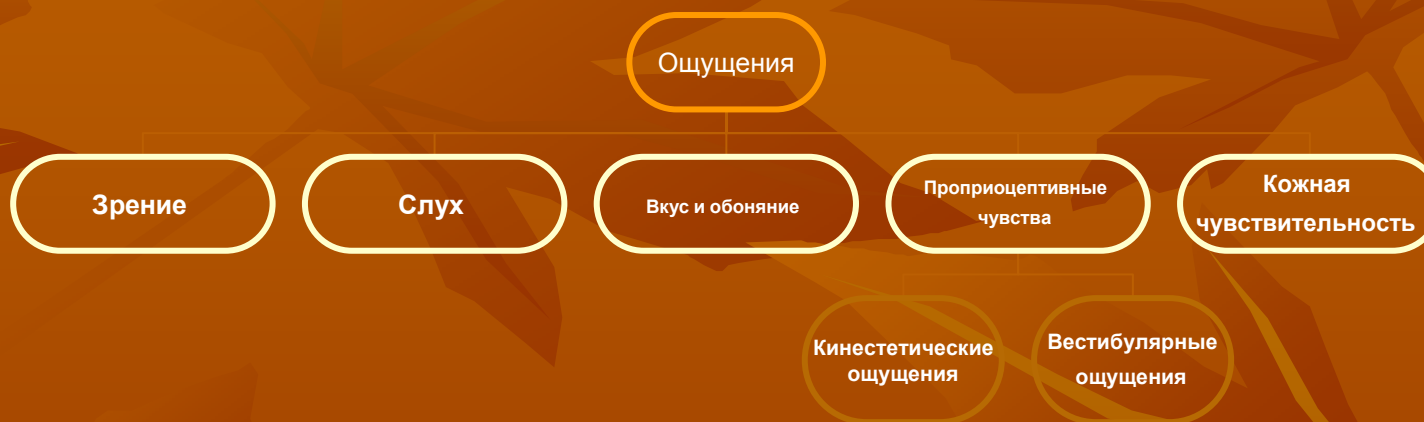 Ощущения
Зрение
Слух
Вкус и обоняние
Проприоцептивные
чувства
Кожная
чувствительность
Кинестетические
ощущения
Вестибулярные
ощущения